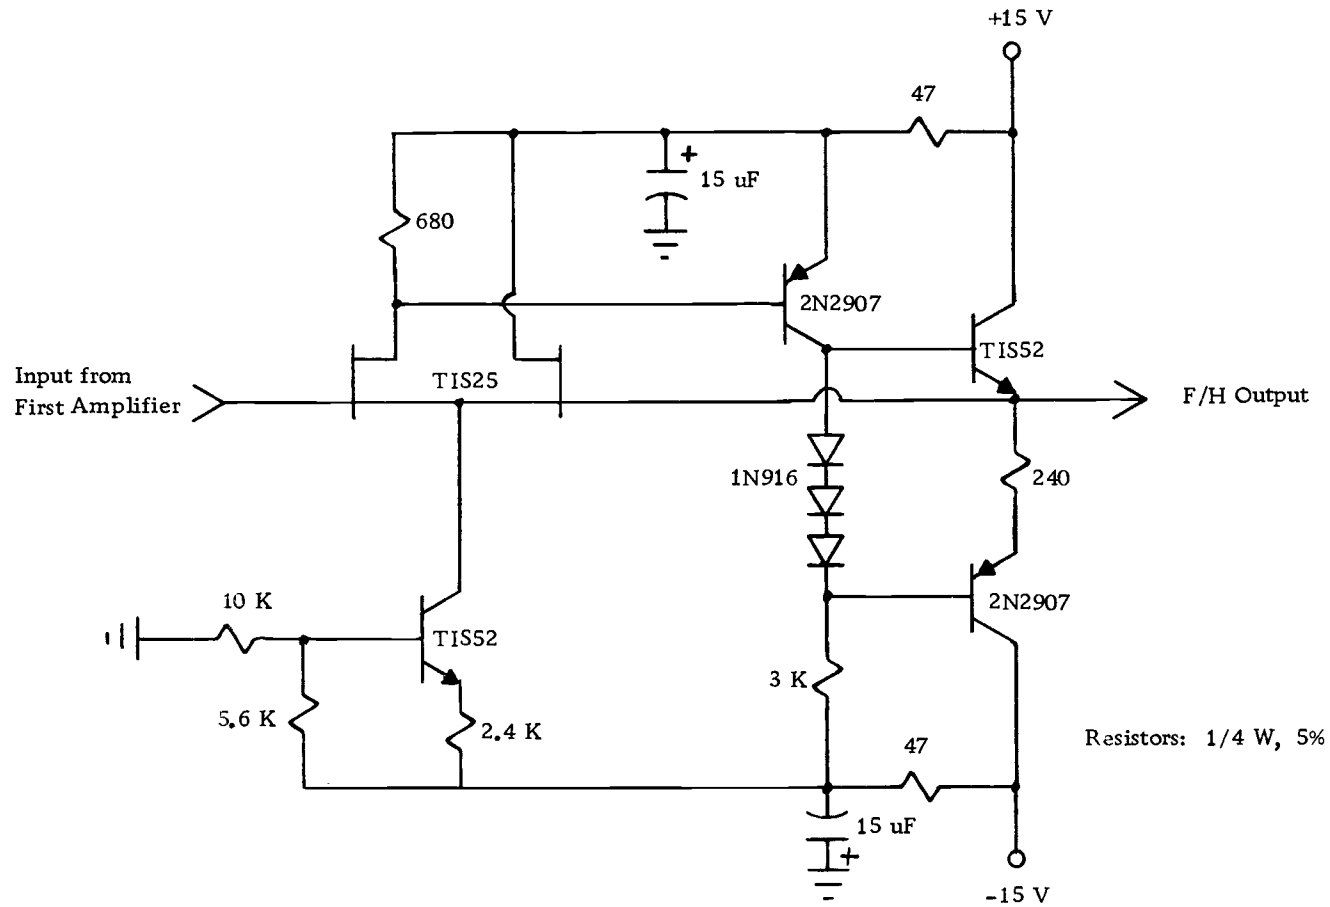 +15 V
47
+
15 uF
680
2N2907
TIS52
Input from
First Amplifier
TIS25
F/H Output
1N916
240
10 K
TIS52
2N2907
3 K
5.6 K
2.4 K
47
Resistors: 1/4 W, 5%
15 uF
+
-15 V